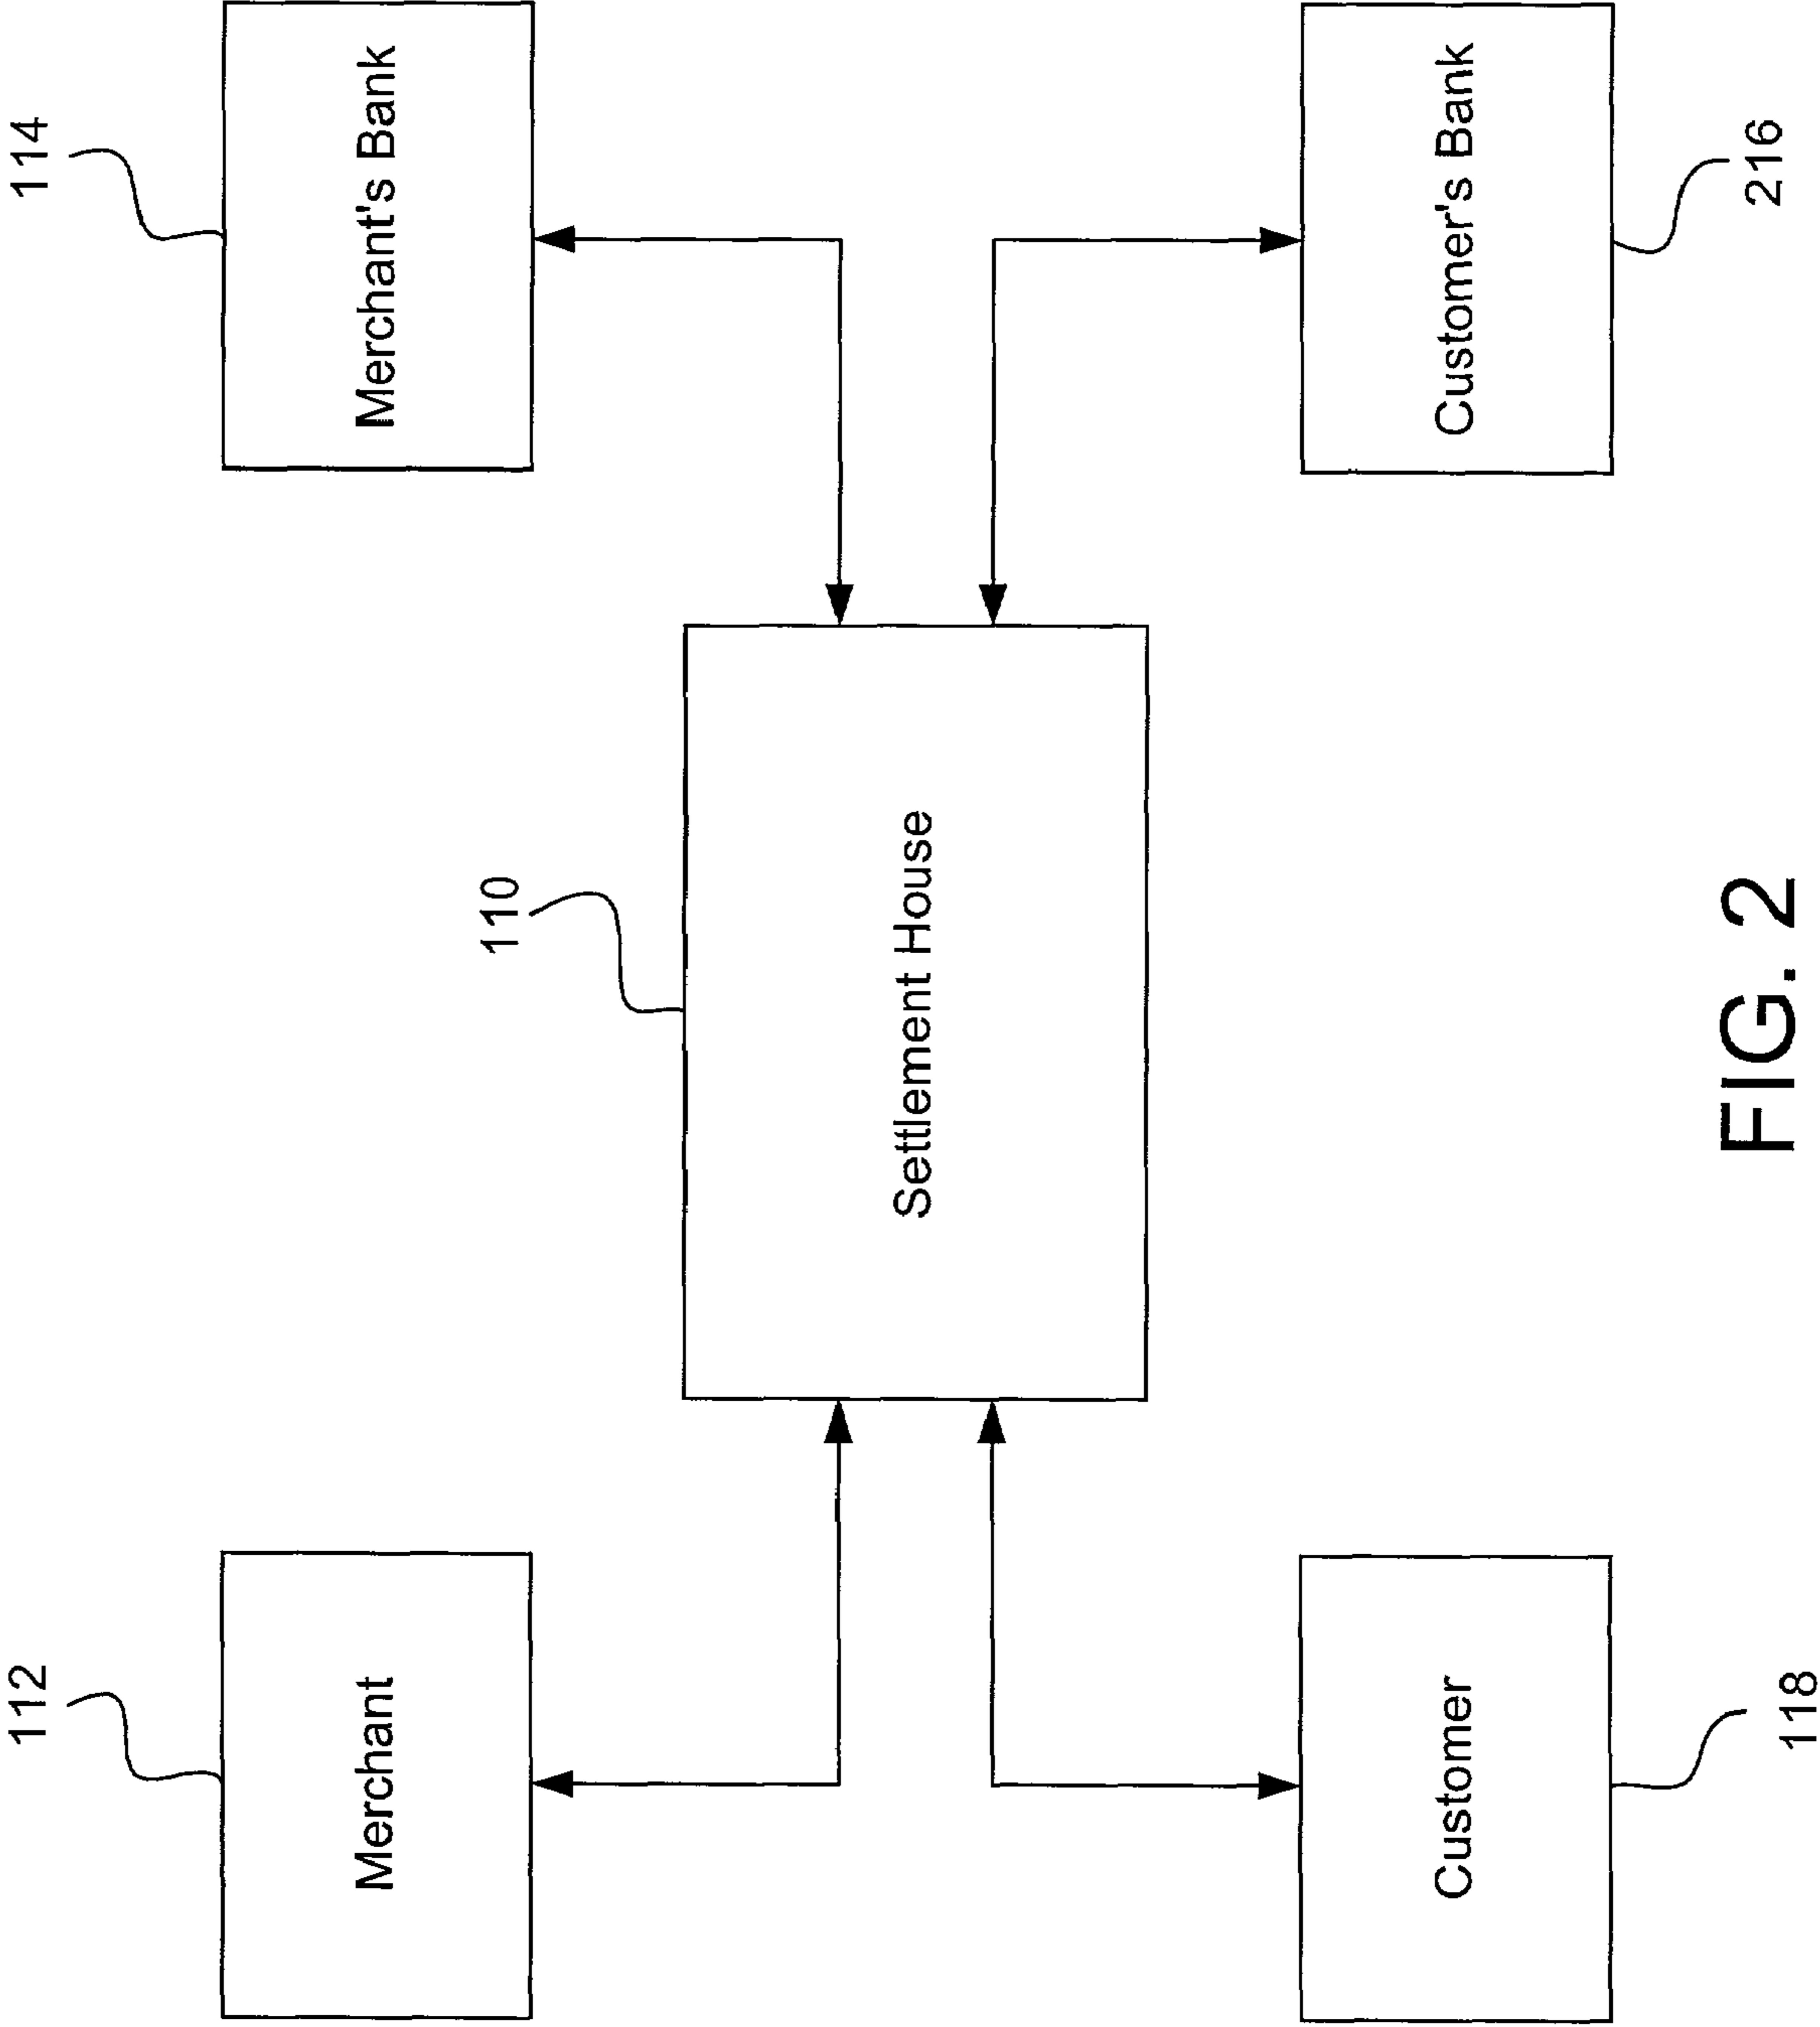 112
114
Merchant
Merchant's Bank
110
Settlement House
Customer
Customer's Bank
118
216
FIG. 2